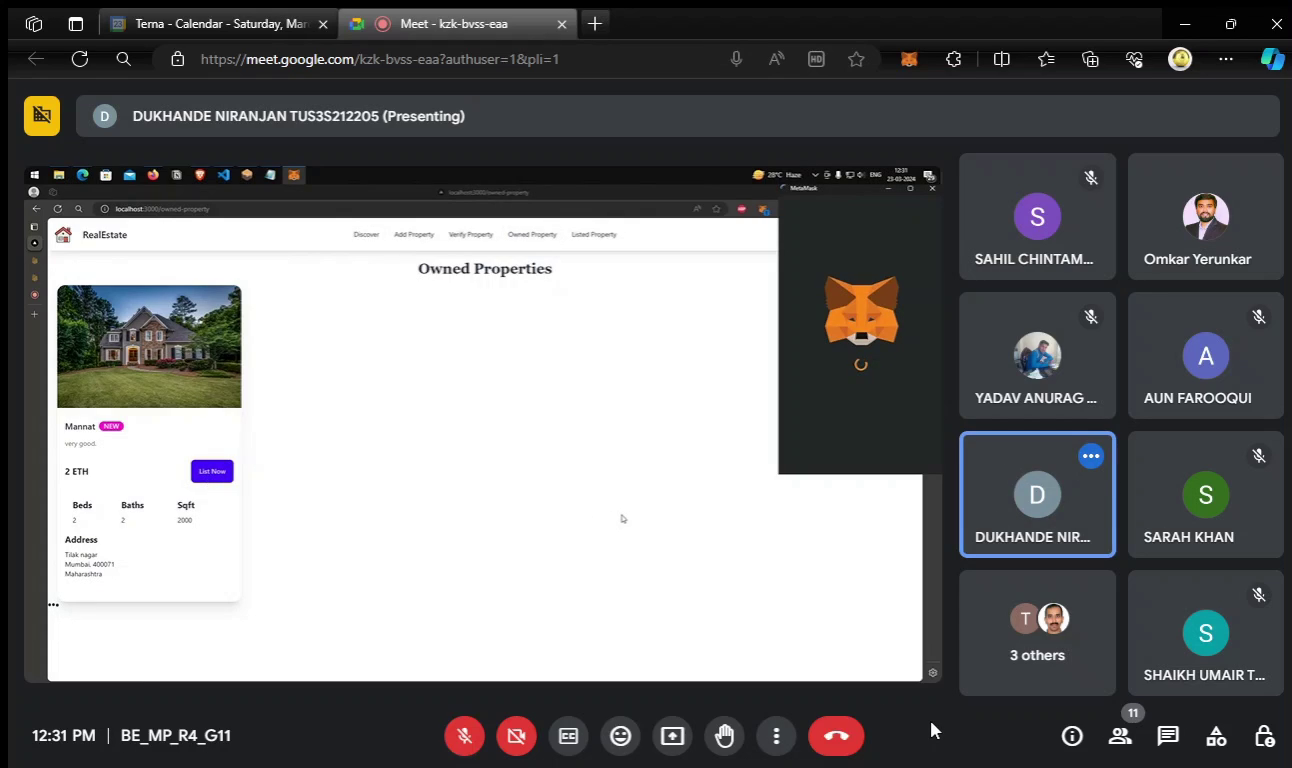 Terna - Calendar - Saturday, Mar
Meet - kzk-bvss-eaa
https://meet.google.com/kzk-bvss-eaa?authuser=1&pli=1
D
DUKHANDE NIRANJAN TUS3S212205 (Presenting)
28°C Haze
ENG
12:31
23-03-2024
localhost:3000/owned-property
MetaMask
localhost:3000/owned-property
RealEstate
Discover
Add Property
Verify Property
Owned Property
Listed Property
Owned Properties
Mannat NEW
very good.
2 ETH
List Now
Beds Baths Sqft
2 2 2000
Address
Tilak nagar
Mumbai, 400071
Maharashtra
S
SAHIL CHINTAM...
Omkar Yerunkar
YADAV ANURAG ...
A
AUN FAROOQUI
D
DUKHANDE NIR...
S
SARAH KHAN
T
3 others
S
SHAIKH UMAIR T...
12:31 PM | BE_MP_R4_G11
11